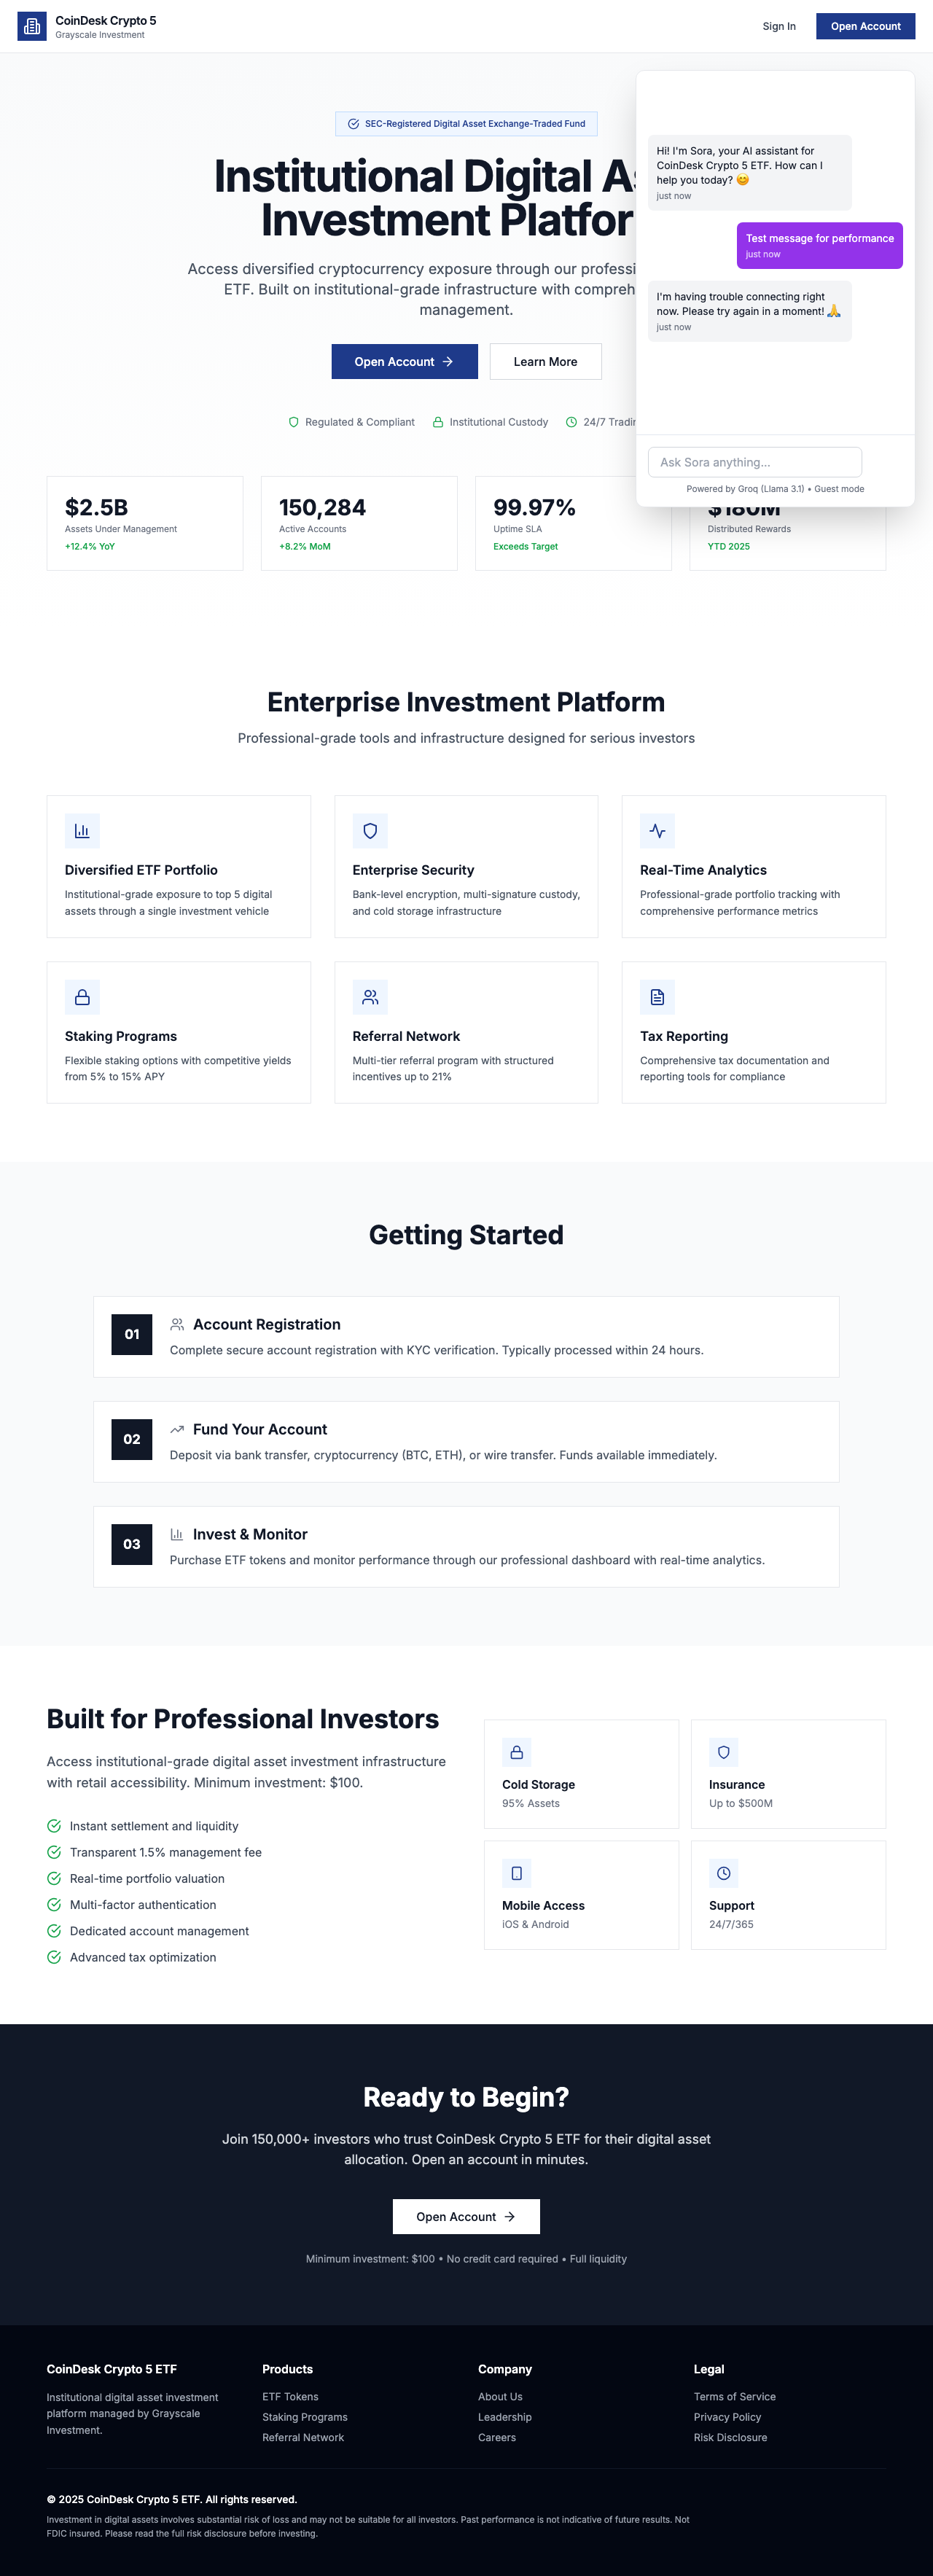 CoinDesk Crypto 5
Grayscale Investment
Sign In
Open Account
SEC-Registered Digital Asset Exchange-Traded Fund
Institutional Digital As
Investment Platfor
Access diversified cryptocurrency exposure through our professi
ETF. Built on institutional-grade infrastructure with compreh
management.
Open Account
Learn More
Regulated & Compliant
Institutional Custody
24/7 Tradin
Hi! I'm Sora, your AI assistant for
CoinDesk Crypto 5 ETF. How can I
help you today? 😊
just now
Test message for performance
just now
I'm having trouble connecting right
now. Please try again in a moment! 🙏
just now
Ask Sora anything...
Powered by Groq (Llama 3.1) • Guest mode
$2.5B
Assets Under Management
+12.4% YoY
150,284
Active Accounts
+8.2% MoM
99.97%
Uptime SLA
Exceeds Target
$180M
Distributed Rewards
YTD 2025
Enterprise Investment Platform
Professional-grade tools and infrastructure designed for serious investors
Diversified ETF Portfolio
Institutional-grade exposure to top 5 digital
assets through a single investment vehicle
Enterprise Security
Bank-level encryption, multi-signature custody,
and cold storage infrastructure
Real-Time Analytics
Professional-grade portfolio tracking with
comprehensive performance metrics
Staking Programs
Flexible staking options with competitive yields
from 5% to 15% APY
Referral Network
Multi-tier referral program with structured
incentives up to 21%
Tax Reporting
Comprehensive tax documentation and
reporting tools for compliance
Getting Started
01
Account Registration
Complete secure account registration with KYC verification. Typically processed within 24 hours.
02
Fund Your Account
Deposit via bank transfer, cryptocurrency (BTC, ETH), or wire transfer. Funds available immediately.
03
Invest & Monitor
Purchase ETF tokens and monitor performance through our professional dashboard with real-time analytics.
Built for Professional Investors
Access institutional-grade digital asset investment infrastructure
with retail accessibility. Minimum investment: $100.
Instant settlement and liquidity
Transparent 1.5% management fee
Real-time portfolio valuation
Multi-factor authentication
Dedicated account management
Advanced tax optimization
Cold Storage
95% Assets
Insurance
Up to $500M
Mobile Access
iOS & Android
Support
24/7/365
Ready to Begin?
Join 150,000+ investors who trust CoinDesk Crypto 5 ETF for their digital asset
allocation. Open an account in minutes.
Open Account
Minimum investment: $100 • No credit card required • Full liquidity
CoinDesk Crypto 5 ETF
Institutional digital asset investment
platform managed by Grayscale
Investment.
Products
ETF Tokens
Staking Programs
Referral Network
Company
About Us
Leadership
Careers
Legal
Terms of Service
Privacy Policy
Risk Disclosure
© 2025 CoinDesk Crypto 5 ETF. All rights reserved.
Investment in digital assets involves substantial risk of loss and may not be suitable for all investors. Past performance is not indicative of future results. Not
FDIC insured. Please read the full risk disclosure before investing.